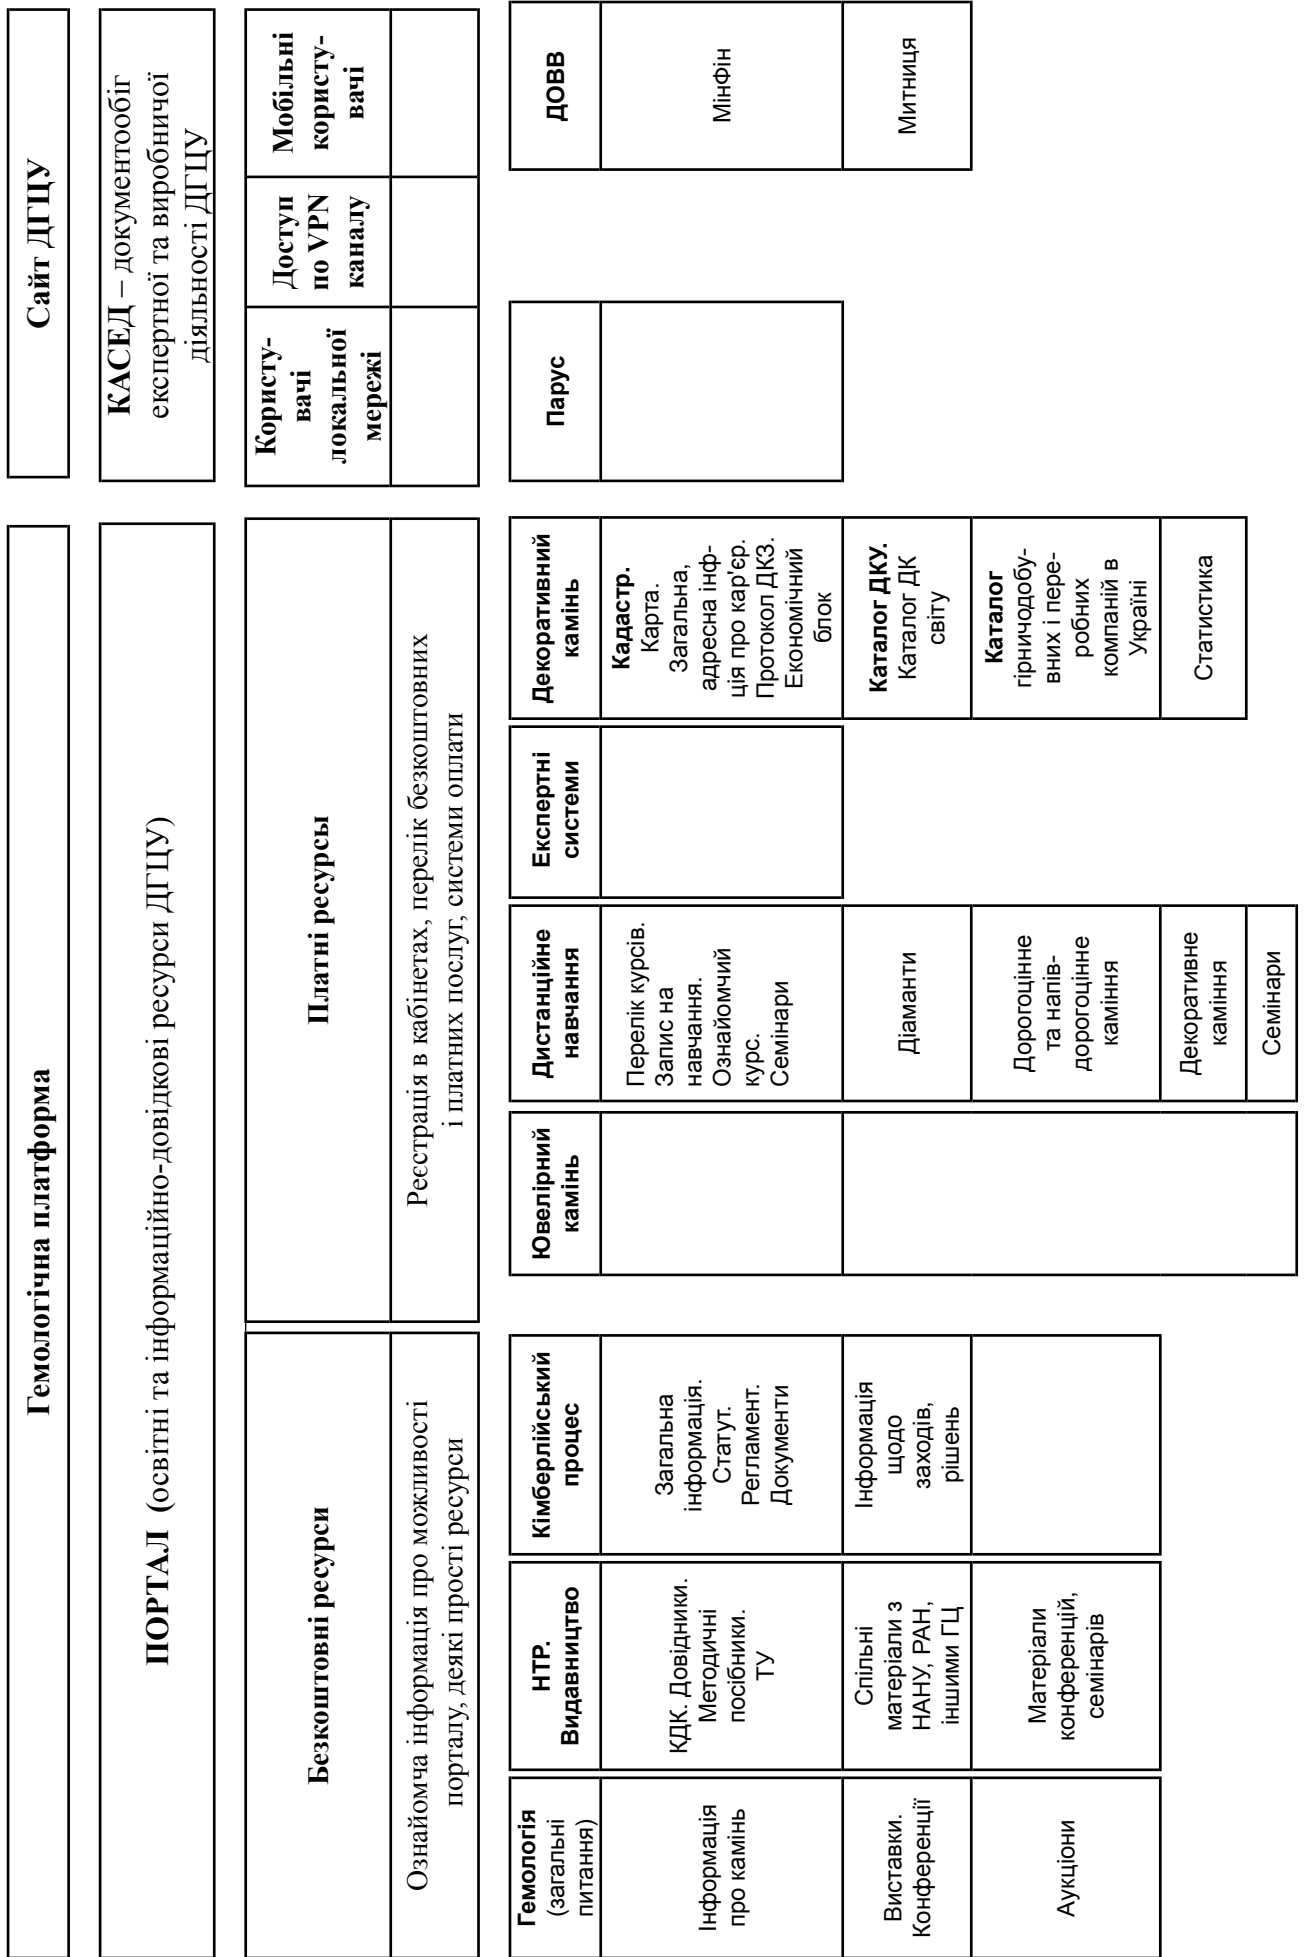 Гемологічна платформа
Сайт ДГЦУ
ПОРТАЛ (освітні та інформаційно-довідкові ресурси ДГЦУ)
КАСЕД – документообіг
експертної та виробничої
діяльності ДГЦУ
Безкоштовні ресурси
Платні ресурсы
Користу-
вачі
локальної
мережі
Доступ
по VPN
каналу
Мобільні
користу-
вачі
Ознайомча інформація про можливості
порталу, деякі прості ресурси
Реєстрація в кабінетах, перелік безкоштовних
і платних послуг, системи оплати
Гемологія
(загальні
питання)
Інформація
про камінь
Виставки.
Конференції
Аукціони
НТР.
Видавництво
КДК. Довідники.
Методичні
посібники.
ТУ
Спільні
матеріали з
НАНУ, РАН,
іншими ГЦ
Матеріали
конференцій,
семінарів
Кімберлійський
процес
Загальна
інформація.
Статут.
Регламент.
Документи
Інформація
щодо
заходів,
рішень
Ювелірний
камінь
Дистанційне
навчання
Перелік курсів.
Запис на
навчання.
Ознайомчий
курс.
Семінари
Діаманти
Дорогоцінне
та напів-
дорогоцінне
каміння
Декоративне
каміння
Семінари
Експертні
системи
Декоративний
камінь
Кадастр.
Карта.
Загальна,
адресна інф-
ція про кар'єр.
Протокол ДКЗ.
Економічний
блок
Каталог ДКУ.
Каталог ДК
світу
Каталог
гірничодобу-
вних і пере-
робних
компаній в
Україні
Статистика
Парус
ДОВВ
МінФін
Митниця